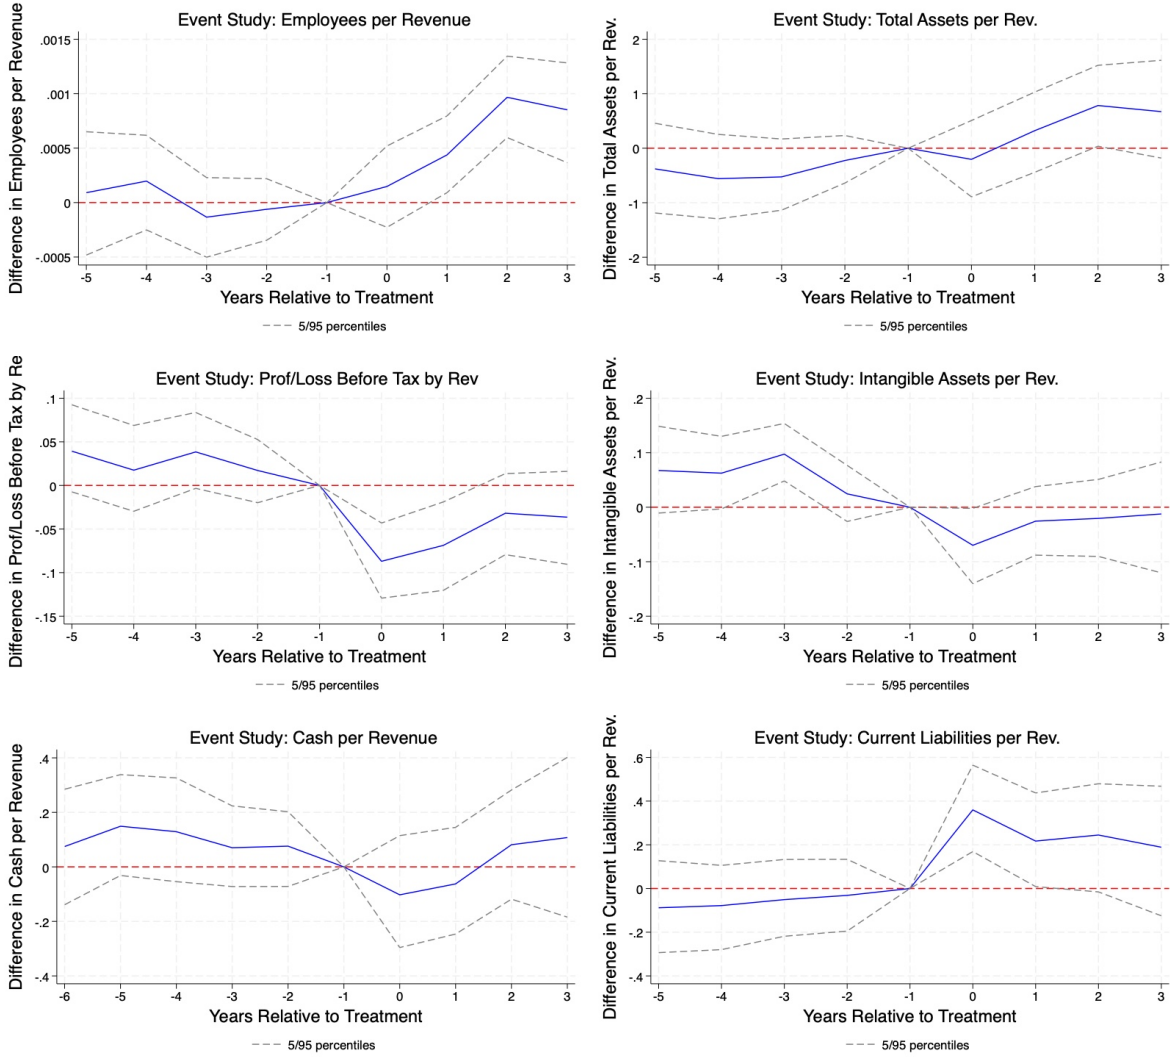 Event Study: Employees per Revenue
Difference in Employees per Revenue
.0015
.001
.0005
0
-.0005
-5 -4 -3 -2 -1 0 1 2 3
Years Relative to Treatment
5/95 percentiles
Event Study: Total Assets per Rev.
Difference in Total Assets per Rev.
2
1
0
-1
-2
-5 -4 -3 -2 -1 0 1 2 3
Years Relative to Treatment
5/95 percentiles
Event Study: Prof/Loss Before Tax by Rev
Difference in Prof/Loss Before Tax by Re
.1
.05
0
-.05
-.1
-.15
-5 -4 -3 -2 -1 0 1 2 3
Years Relative to Treatment
5/95 percentiles
Event Study: Intangible Assets per Rev.
Difference in Intangible Assets per Rev.
.2
.1
0
-.1
-.2
-5 -4 -3 -2 -1 0 1 2 3
Years Relative to Treatment
5/95 percentiles
Event Study: Cash per Revenue
Difference in Cash per Revenue
.4
.2
0
-.2
-.4
-6 -5 -4 -3 -2 -1 0 1 2 3
Years Relative to Treatment
5/95 percentiles
Event Study: Current Liabilities per Rev.
Difference in Current Liabilities per Rev.
.6
.4
.2
0
-.2
-.4
-5 -4 -3 -2 -1 0 1 2 3
Years Relative to Treatment
5/95 percentiles